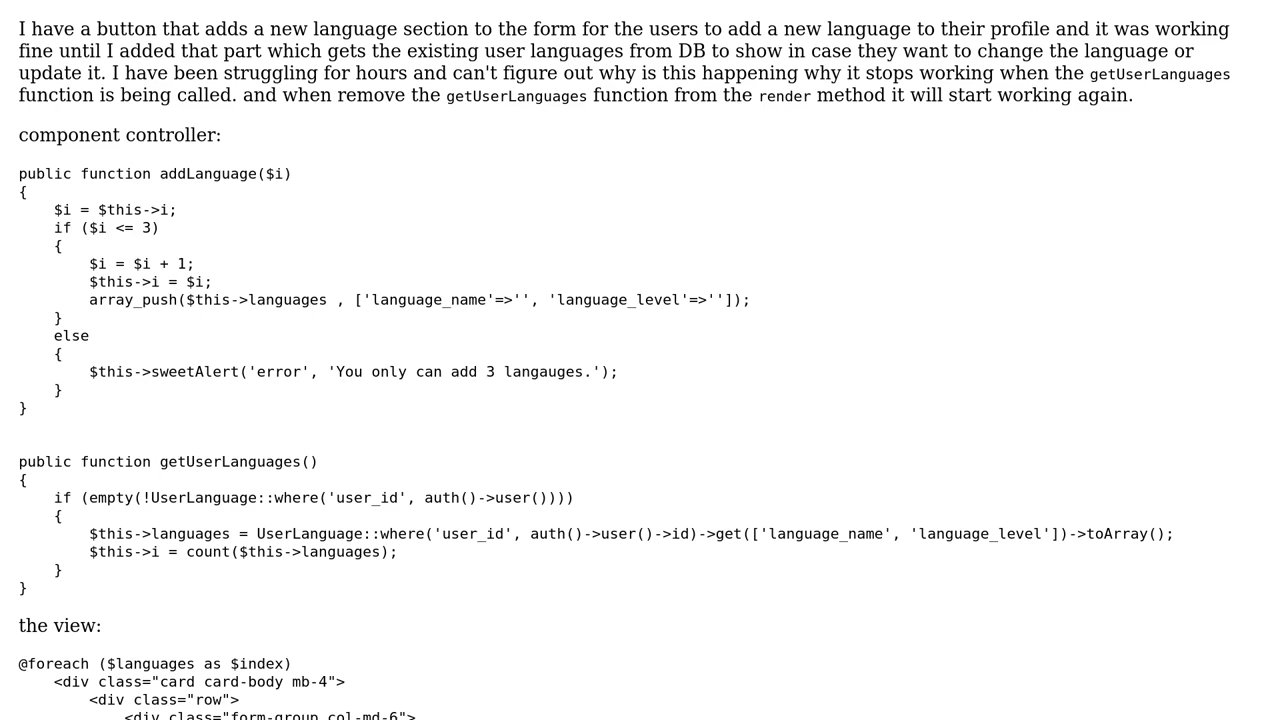 I have a button that adds a new language section to the form for the users to add a new language to their profile and it was working
fine until I added that part which gets the existing user languages from DB to show in case they want to change the language or
update it. I have been struggling for hours and can't figure out why is this happening why it stops working when the getUserLanguages
function is being called. and when remove the getUserLanguages function from the render method it will start working again.
component controller:
public function addLanguage($i)
{
    $i = $this->i;
    if ($i <= 3)
    {
        $i = $i + 1;
        $this->i = $i;
        array_push($this->languages , ['language_name'=>'', 'language_level'=>'']);
    }
    else
    {
        $this->sweetAlert('error', 'You only can add 3 langauges.');
    }
}
public function getUserLanguages()
{
    if (empty(!UserLanguage::where('user_id', auth()->user())))
    {
        $this->languages = UserLanguage::where('user_id', auth()->user()->id)->get(['language_name', 'language_level'])->toArray();
        $this->i = count($this->languages);
    }
}
the view:
@foreach ($languages as $index)
    <div class="card card-body mb-4">
        <div class="row">
            <div class="form-group col-md-6">